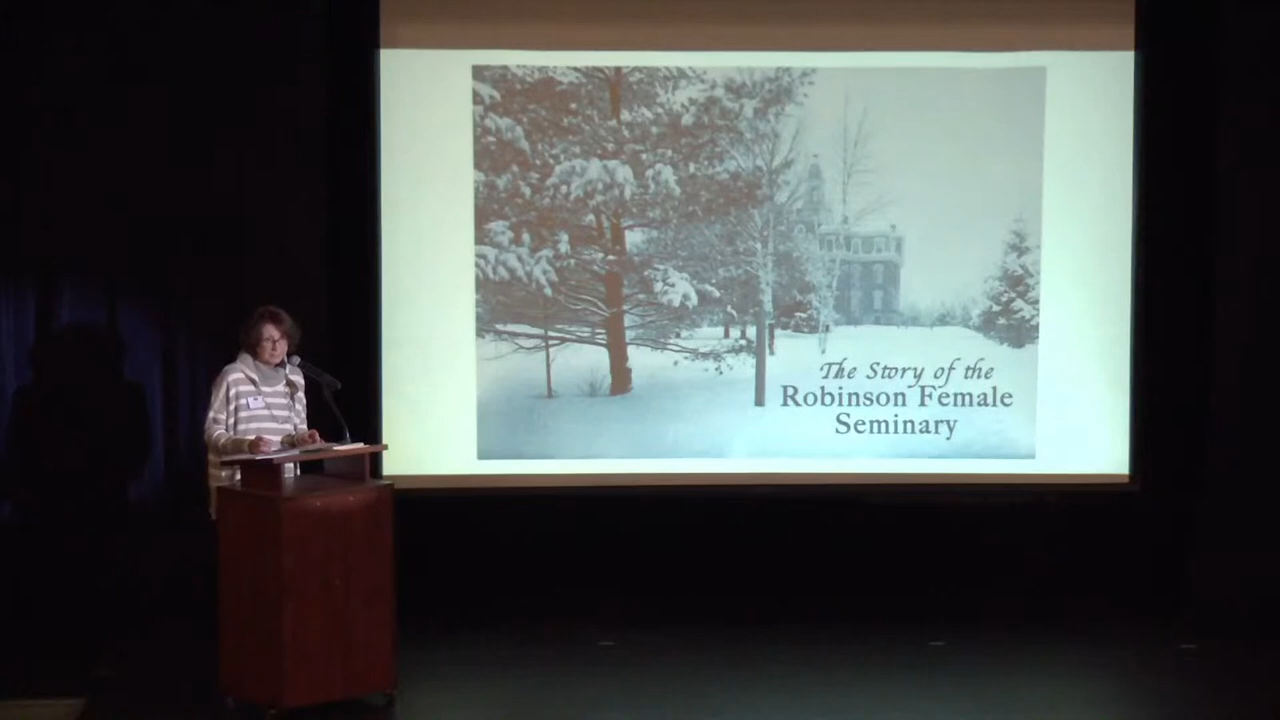 The Story of the
Robinson Female
Seminary